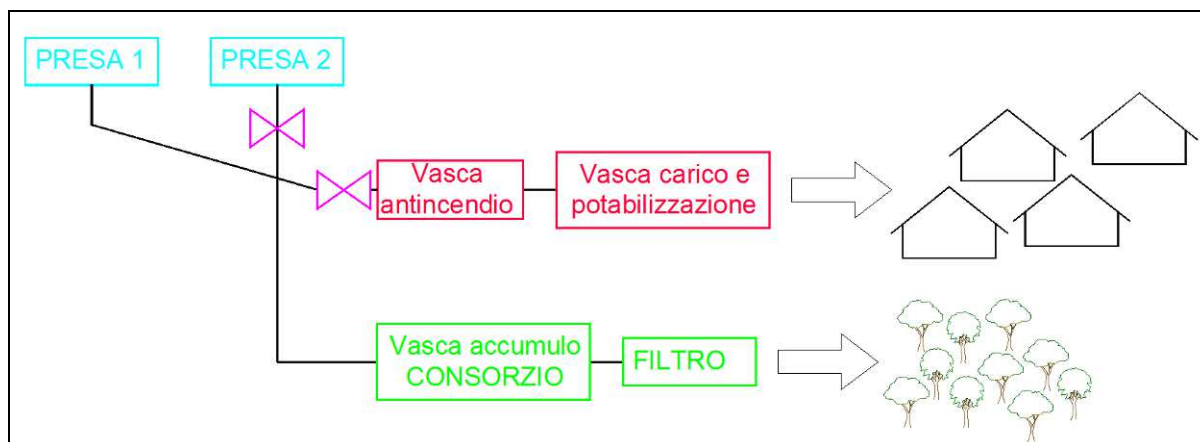 PRESA 1
PRESA 2
Vasca
antincendio
Vasca carico e
potabilizzazione
Vasca accumulo
CONSORZIO
FILTRO